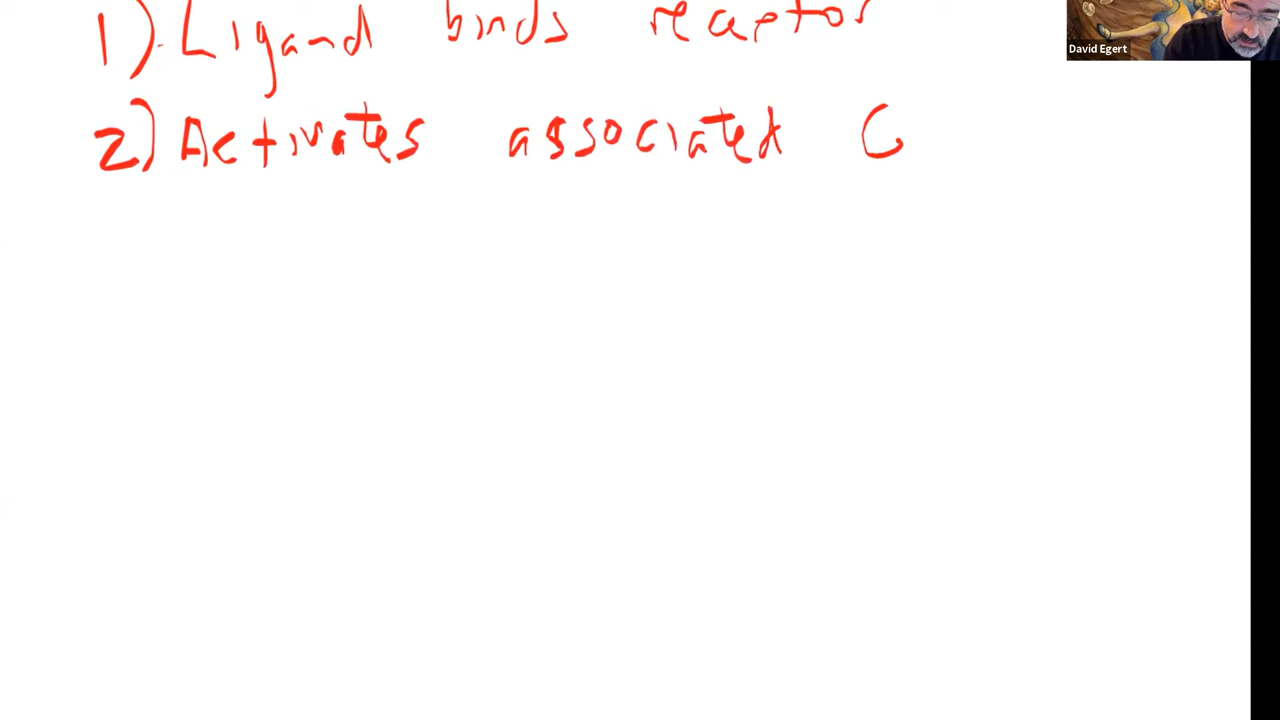 1) Ligand binds receptor
David Egert
2) Activates associated G